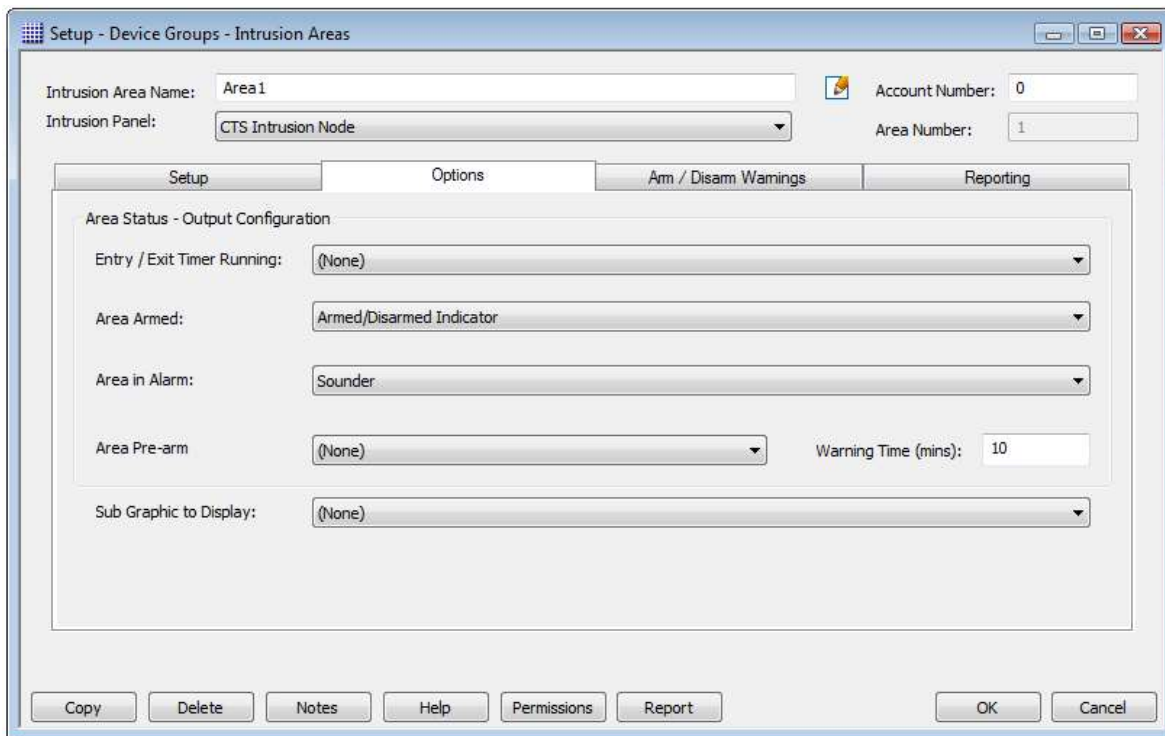 Setup - Device Groups - Intrusion Areas
Intrusion Area Name: Area1 Account Number: 0
Intrusion Panel: CTS Intrusion Node Area Number: 1
Setup Options Arm / Disarm Warnings Reporting
Area Status - Output Configuration
Entry / Exit Timer Running: (None)
Area Armed: Armed/Disarmed Indicator
Area in Alarm: Sounder
Area Pre-arm (None) Warning Time (mins): 10
Sub Graphic to Display: (None)
Copy Delete Notes Help Permissions Report OK Cancel